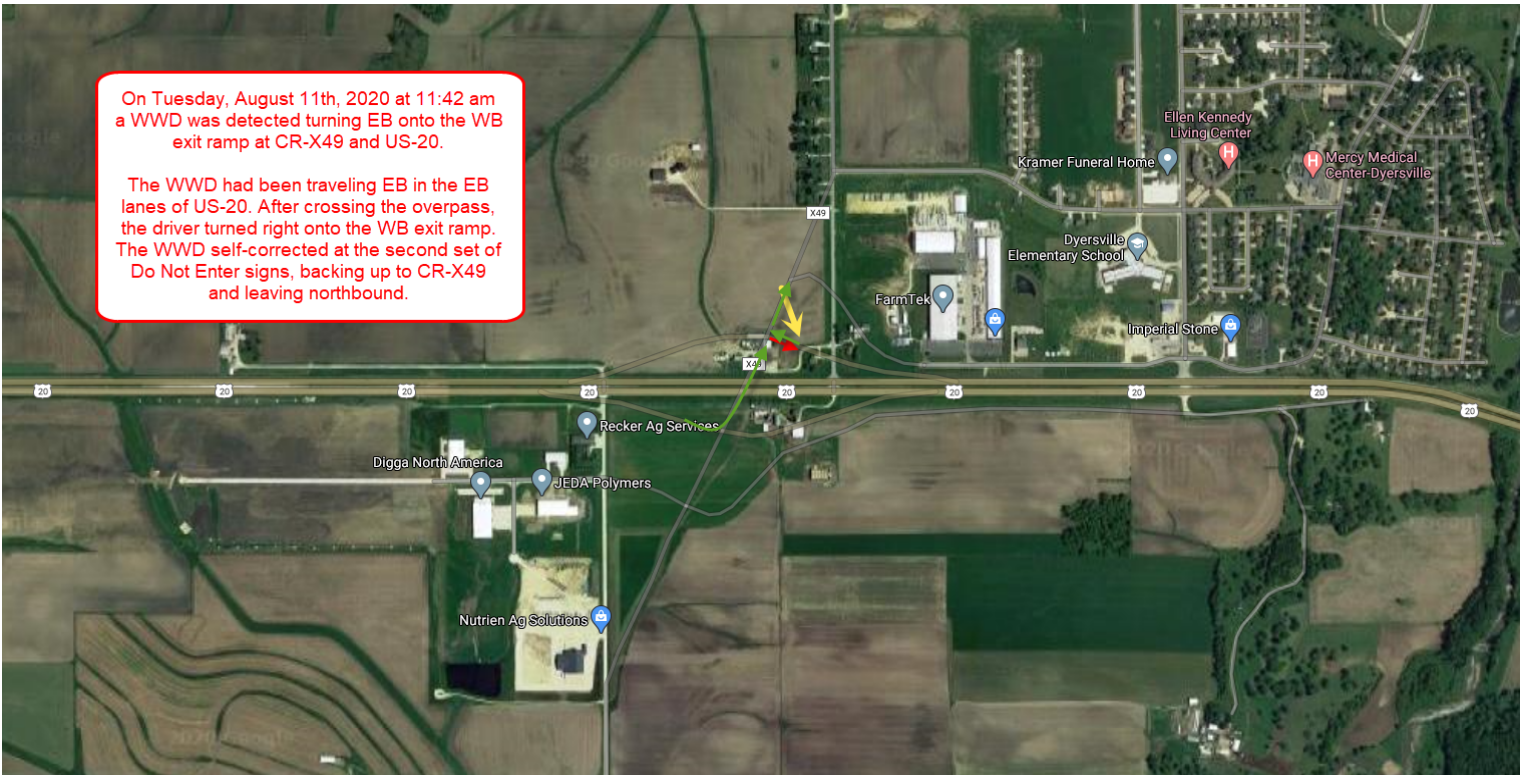 On Tuesday, August 11th, 2020 at 11:42 am
a WWD was detected turning EB onto the WB
exit ramp at CR-X49 and US-20.
The WWD had been traveling EB in the EB
lanes of US-20. After crossing the overpass,
the driver turned right onto the WB exit ramp.
The WWD self-corrected at the second set of
Do Not Enter signs, backing up to CR-X49
and leaving northbound.
Ellen Kennedy
Living Center
Kramer Funeral Home
Mercy Medical
Center-Dyersville
X49
Dyersville
Elementary School
FarmTek
Imperial Stone
X49
20
20
20
20
20
20
20
20
20
Recker Ag Services
Digga North America
JEDA Polymers
Nutrien Ag Solutions